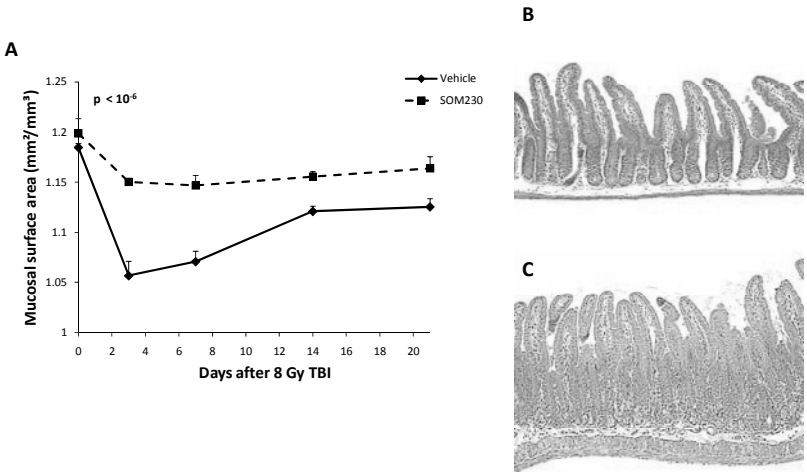 A
B
C
p < 10⁻⁶
Vehicle
SOM230
Mucosal surface area (mm²/mm³)
1.25
1.2
1.15
1.1
1.05
1
0 2 4 6 8 10 12 14 16 18 20
Days after 8 Gy TBI